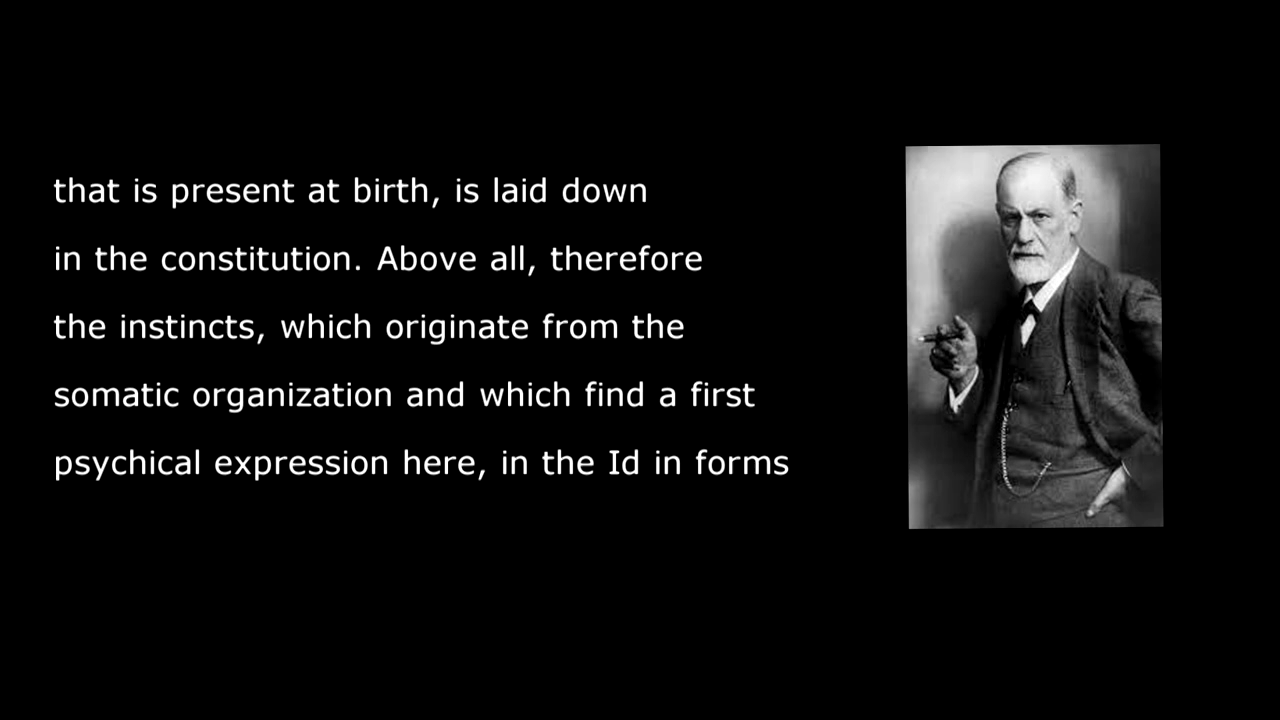 that is present at birth, is laid down
in the constitution. Above all, therefore
the instincts, which originate from the
somatic organization and which find a first
psychical expression here, in the Id in forms